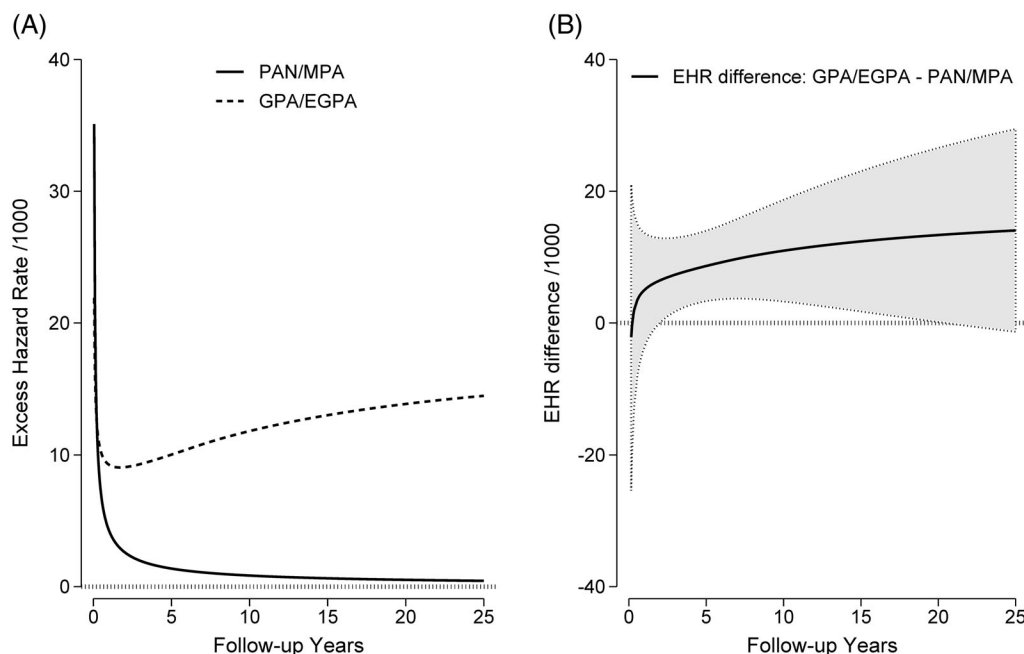 (A)
40
30
20
10
0
Excess Hazard Rate /1000
PAN/MPA
GPA/EGPA
0 5 10 15 20 25
Follow-up Years
(B)
40
20
0
-20
-40
EHR difference /1000
EHR difference: GPA/EGPA - PAN/MPA
0 5 10 15 20 25
Follow-up Years